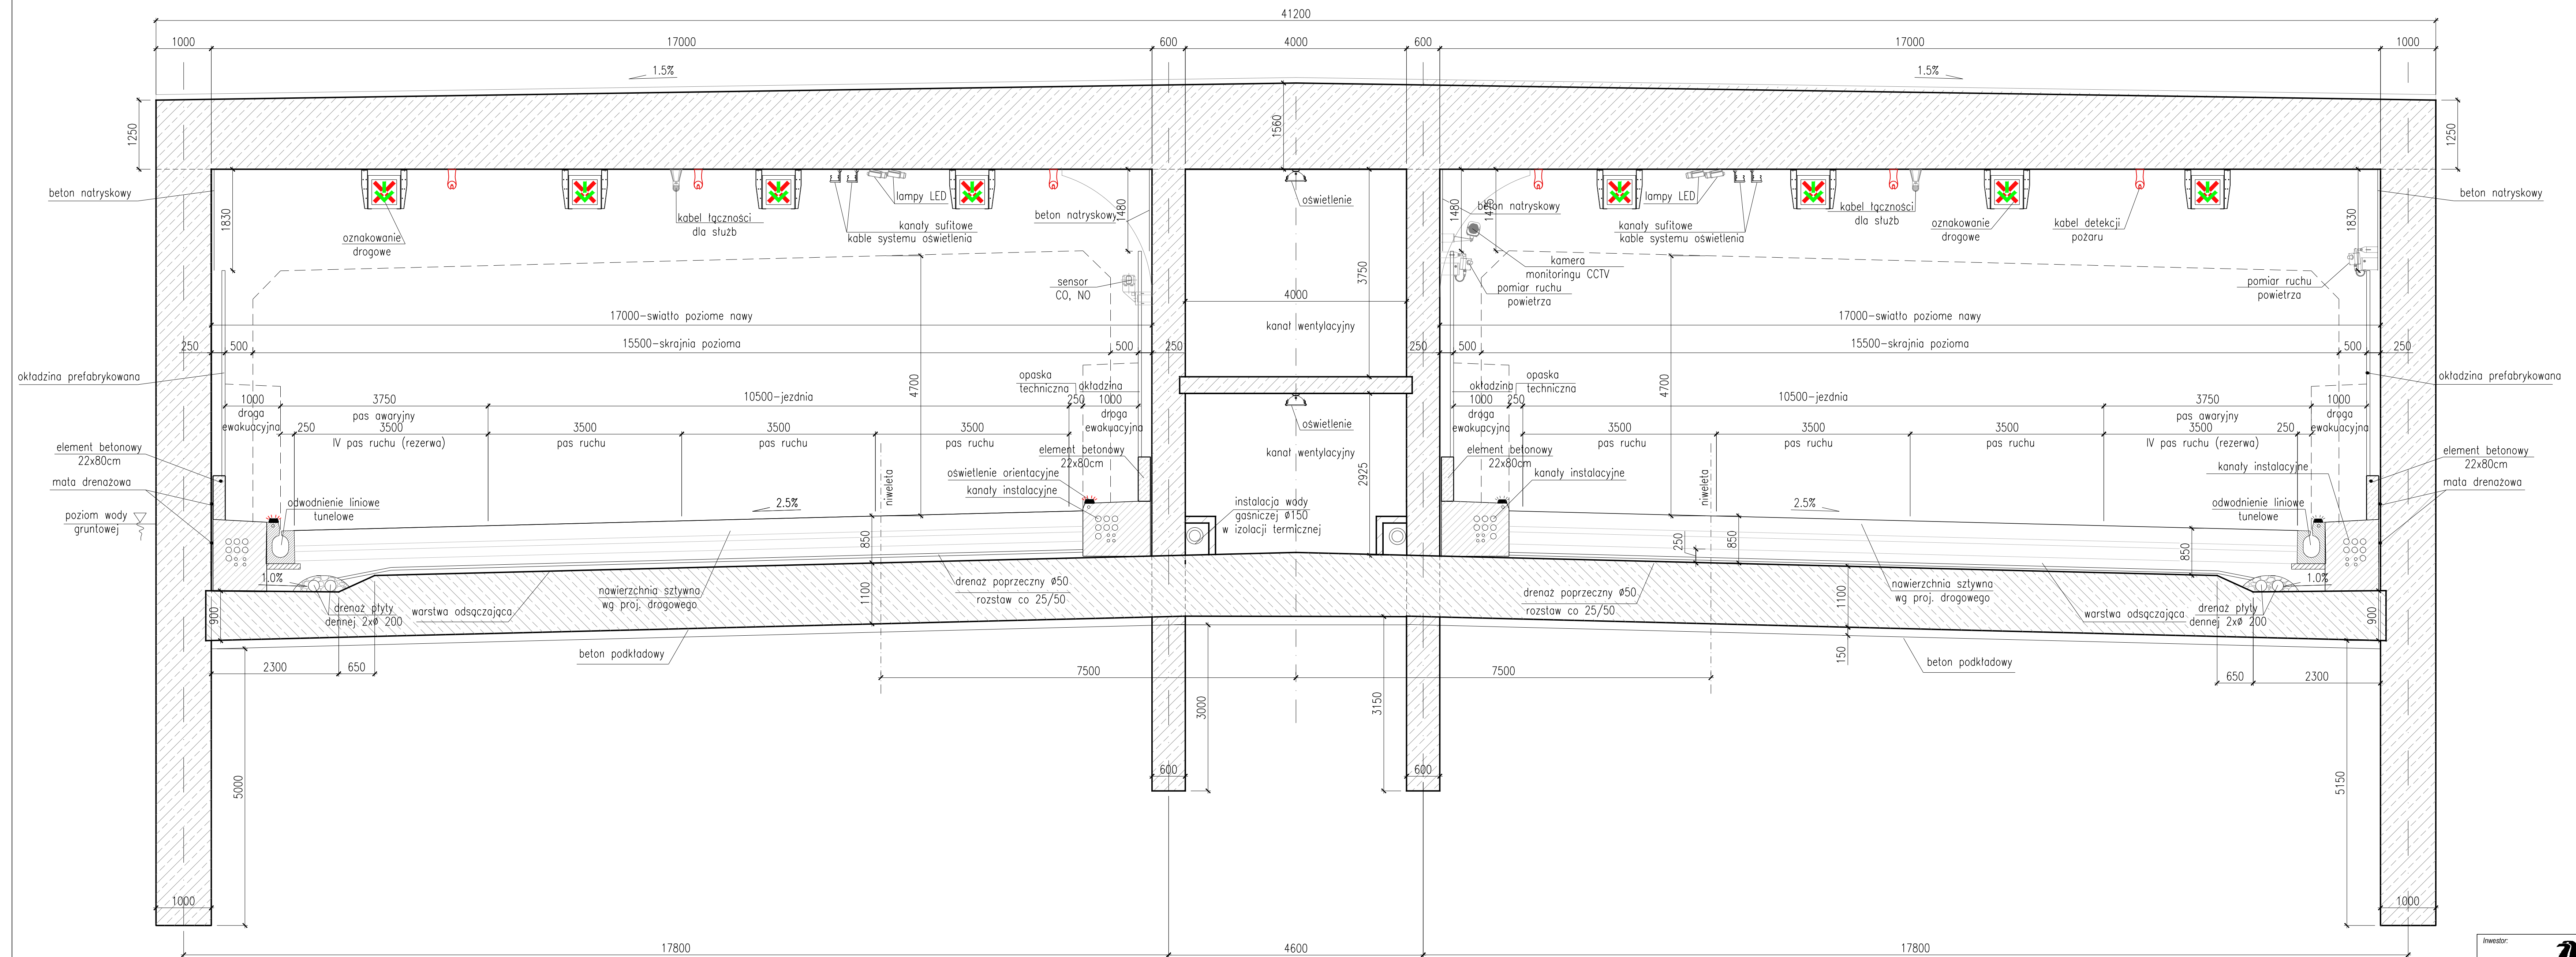 41200
1000
17000
600
4000
600
17000
1000
1.5%
1.5%
1250
1560
1250
beton natryskowy
1830
oznakowanie
drogowe
kabel łączności
dla służb
lampy LED
kanały sufitowe
kable systemu oświetlenia
beton natryskowy
1480
oświetlenie
1480
1475
beton natryskowy
lampy LED
kanały sufitowe
kable systemu oświetlenia
kabel łączności
dla służb
oznakowanie
drogowe
kabel detekcji
pożaru
1830
beton natryskowy
sensor
CO, NO
3750
4000
kanał wentylacyjny
kamera
monitoringu CCTV
pomiar ruchu
powietrza
pomiar ruchu
powietrza
17000-swiatło poziome nawy
17000-swiatło poziome nawy
250
500
15500-skrajnia pozioma
500
250
250
500
15500-skrajnia pozioma
500
250
okładzina prefabrykowana
4700
opaska
techniczna
okładzina
okładzina
opaska
techniczna
4700
okładzina prefabrykowana
1000
droga
ewakuacyjna
3750
pas awaryjny
10500-jezdnia
250
1000
droga
ewakuacyjna
1000
droga
ewakuacyjna
250
10500-jezdnia
3750
pas awaryjny
1000
droga
ewakuacyjna
250
3500
IV pas ruchu (rezerwa)
3500
pas ruchu
3500
pas ruchu
3500
pas ruchu
oświetlenie
kanał wentylacyjny
2925
3500
pas ruchu
3500
pas ruchu
3500
pas ruchu
3500
IV pas ruchu (rezerwa)
250
element betonowy
22x80cm
mata drenażowa
poziom wody
gruntowej
odwodnienie liniowe
tunelowe
2.5%
niweleta
oświetlenie orientacyjne
kanały instalacyjne
element betonowy
22x80cm
instalacja wody
gaśniczej ø150
w izolacji termicznej
element betonowy
22x80cm
kanały instalacyjne
niweleta
2.5%
kanały instalacyjne
odwodnienie liniowe
tunelowe
element betonowy
22x80cm
mata drenażowa
850
250
850
850
1.0%
drenaż płyty
dennej 2xø 200
warstwa odsączająca
nawierzchnia sztywna
wg proj. drogowego
1100
drenaż poprzeczny ø50
rozstaw co 25/50
drenaż poprzeczny ø50
rozstaw co 25/50
1100
nawierzchnia sztywna
wg proj. drogowego
warstwa odsączająca
drenaż płyty
dennej 2xø 200
1.0%
900
900
beton podkładowy
150
beton podkładowy
2300
650
7500
7500
650
2300
3000
3150
5000
5150
600
600
1000
1000
17800
4600
17800
Inwestor: